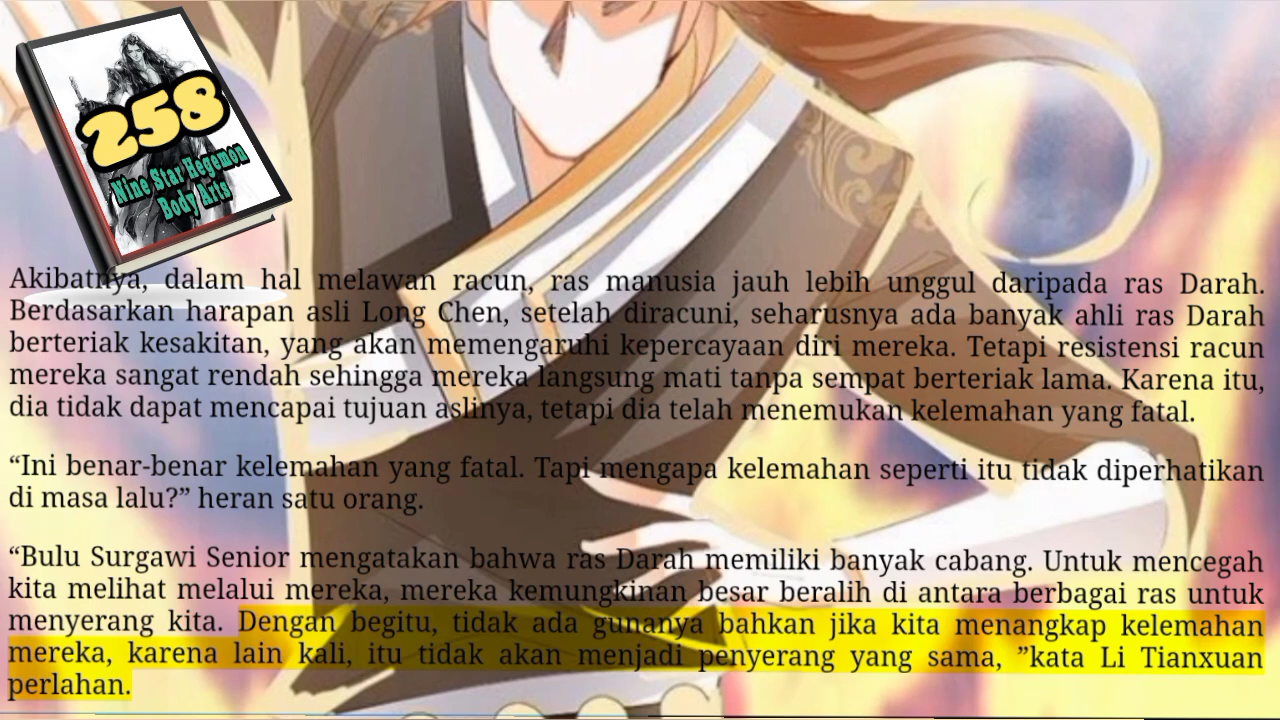 258
Nine Star Hegemon
Body Arts
Akibatnya, dalam hal melawan racun, ras manusia jauh lebih unggul daripada ras Darah.
Berdasarkan harapan asli Long Chen, setelah diracuni, seharusnya ada banyak ahli ras Darah
berteriak kesakitan, yang akan memengaruhi kepercayaan diri mereka. Tetapi resistensi racun
mereka sangat rendah sehingga mereka langsung mati tanpa sempat berteriak lama. Karena itu,
dia tidak dapat mencapai tujuan aslinya, tetapi dia telah menemukan kelemahan yang fatal.
“Ini benar-benar kelemahan yang fatal. Tapi mengapa kelemahan seperti itu tidak diperhatikan
di masa lalu?” heran satu orang.
“Bulu Surgawi Senior mengatakan bahwa ras Darah memiliki banyak cabang. Untuk mencegah
kita melihat melalui mereka, mereka kemungkinan besar beralih di antara berbagai ras untuk
menyerang kita. Dengan begitu, tidak ada gunanya bahkan jika kita menangkap kelemahan
mereka, karena lain kali, itu tidak akan menjadi penyerang yang sama, ”kata Li Tianxuan
perlahan.